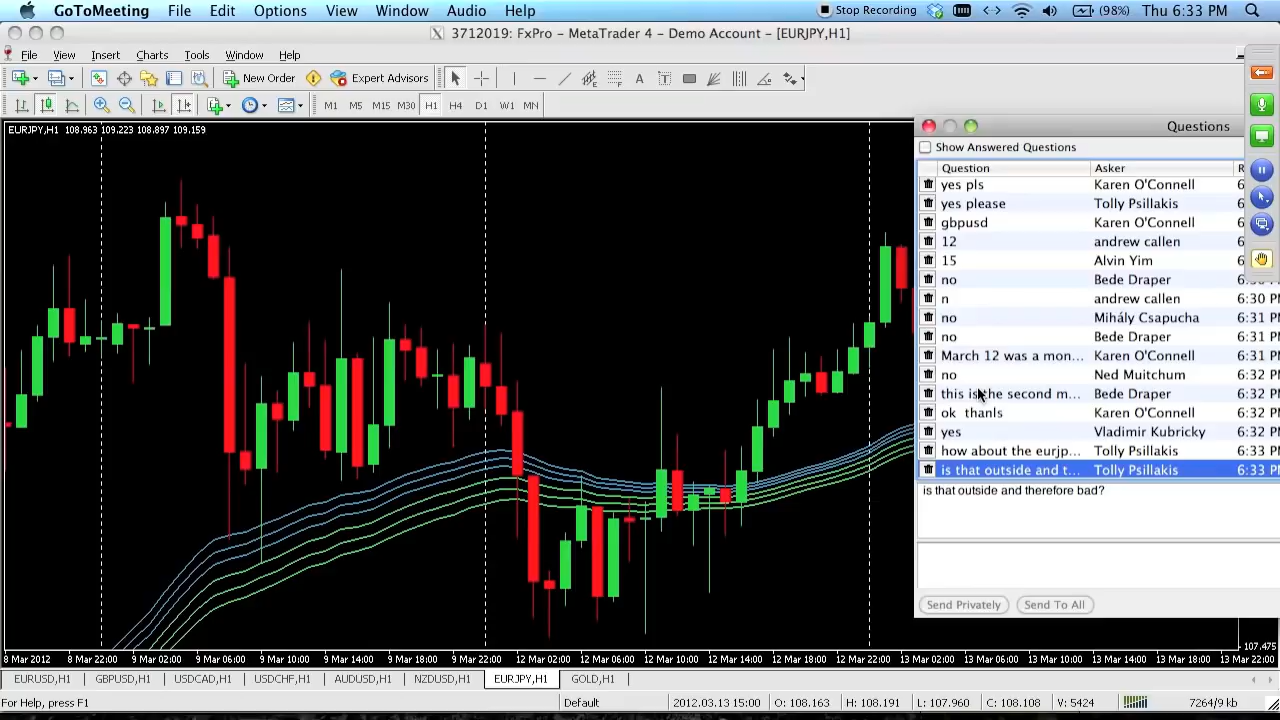 GoToMeeting File Edit Options View Window Audio Help Stop Recording (98%) Thu 6:33 PM
3712019: FxPro - MetaTrader 4 - Demo Account - [EURJPY,H1]
File View Insert Charts Tools Window Help
New Order Expert Advisors A T
M1 M5 M15 M30 H1 H4 D1 W1 MN
EURJPY,H1 108.963 109.223 108.897 109.159
Questions
Show Answered Questions
Question Asker R
yes pls Karen O'Connell 6:
yes please Tolly Psillakis 6:
gbpusd Karen O'Connell 6:
12 andrew callen 6:
15 Alvin Yim 6:
no Bede Draper
n andrew callen 6:30 PM
no Mihály Csapucha 6:31 PM
no Bede Draper 6:31 PM
March 12 was a mon... Karen O'Connell 6:31 PM
no Ned Muitchum 6:32 PM
this is the second m... Bede Draper 6:32 PM
ok thanls Karen O'Connell 6:32 PM
yes Vladimir Kubricky 6:32 PM
how about the eurjp... Tolly Psillakis 6:33 PM
is that outside and t... Tolly Psillakis 6:33 PM
is that outside and therefore bad?
Send Privately Send To All
107.475
8 Mar 2012 8 Mar 22:00 9 Mar 02:00 9 Mar 06:00 9 Mar 10:00 9 Mar 14:00 9 Mar 18:00 9 Mar 22:00 12 Mar 02:00 12 Mar 06:00 12 Mar 10:00 12 Mar 14:00 12 Mar 18:00 12 Mar 22:00 13 Mar 02:00 13 Mar 06:00 13 Mar 10:00 13 Mar 14:00 13 Mar 18:00 13 Mar 22:00
EURUSD,H1 GBPUSD,H1 USDCAD,H1 USDCHF,H1 AUDUSD,H1 NZDUSD,H1 EURJPY,H1 GOLD,H1
For Help, press F1 Default 2012.03.13 15:00 O: 108.163 H: 108.191 L: 107.960 C: 108.108 V: 5424 7264/9 kb